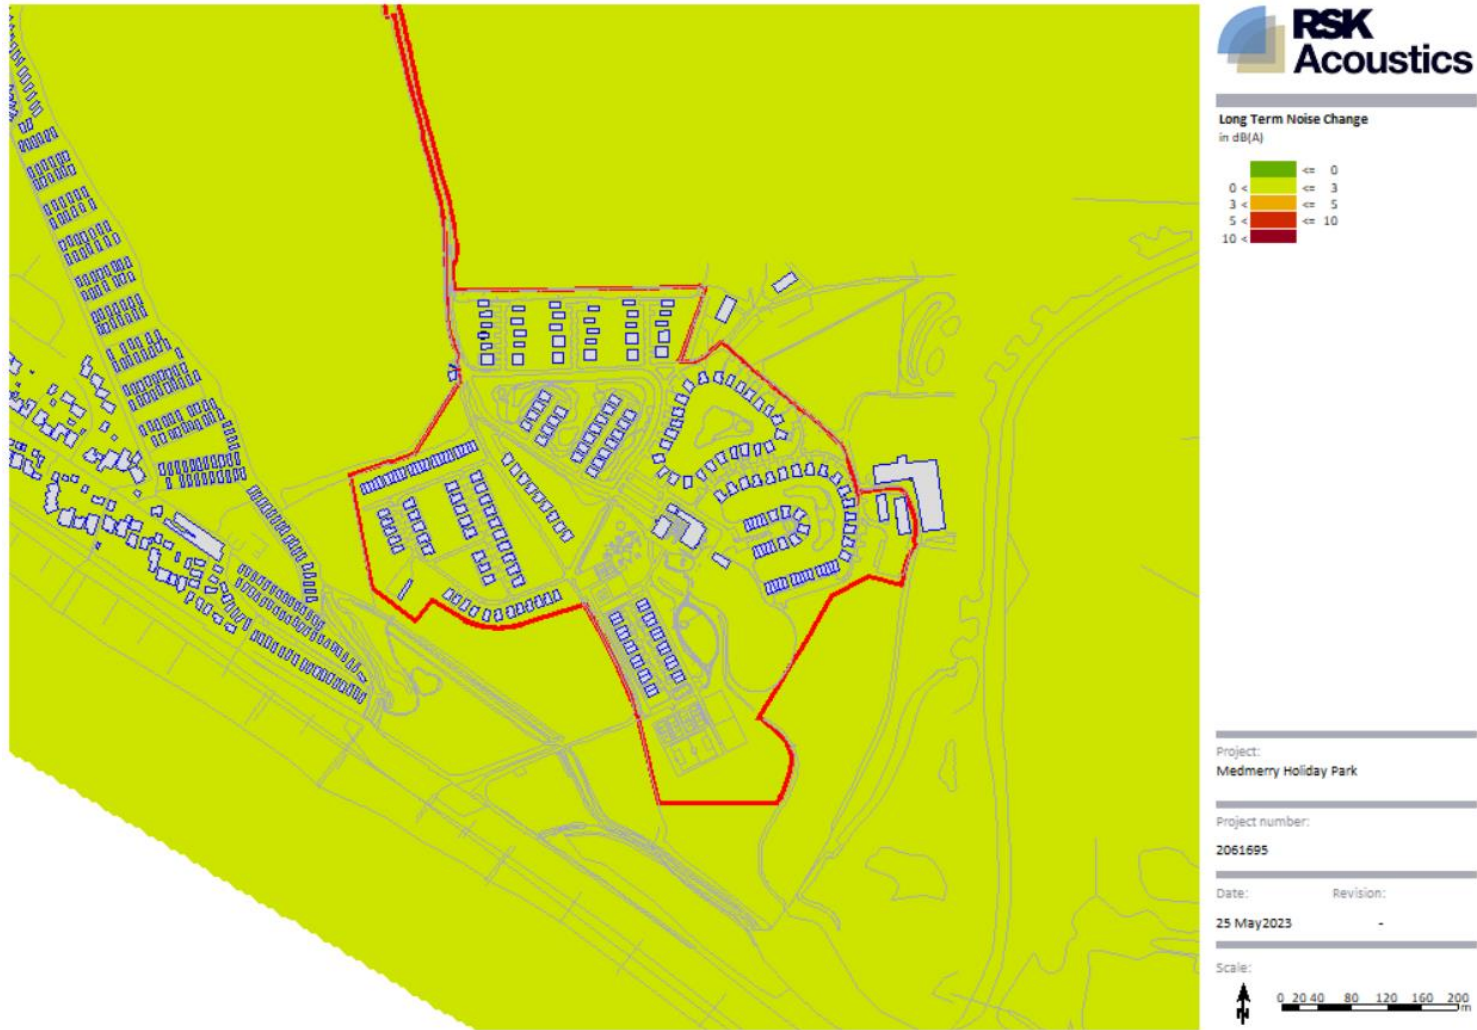 RSK
Acoustics
Long Term Noise Change
in dB(A)
<= 0
0 < <= 3
3 < <= 5
5 < <= 10
10 <
Project:
Medmerry Holiday Park
Project number:
2061695
Date: Revision:
25 May2023 -
Scale:
N 0 20 40 80 120 160 200
m